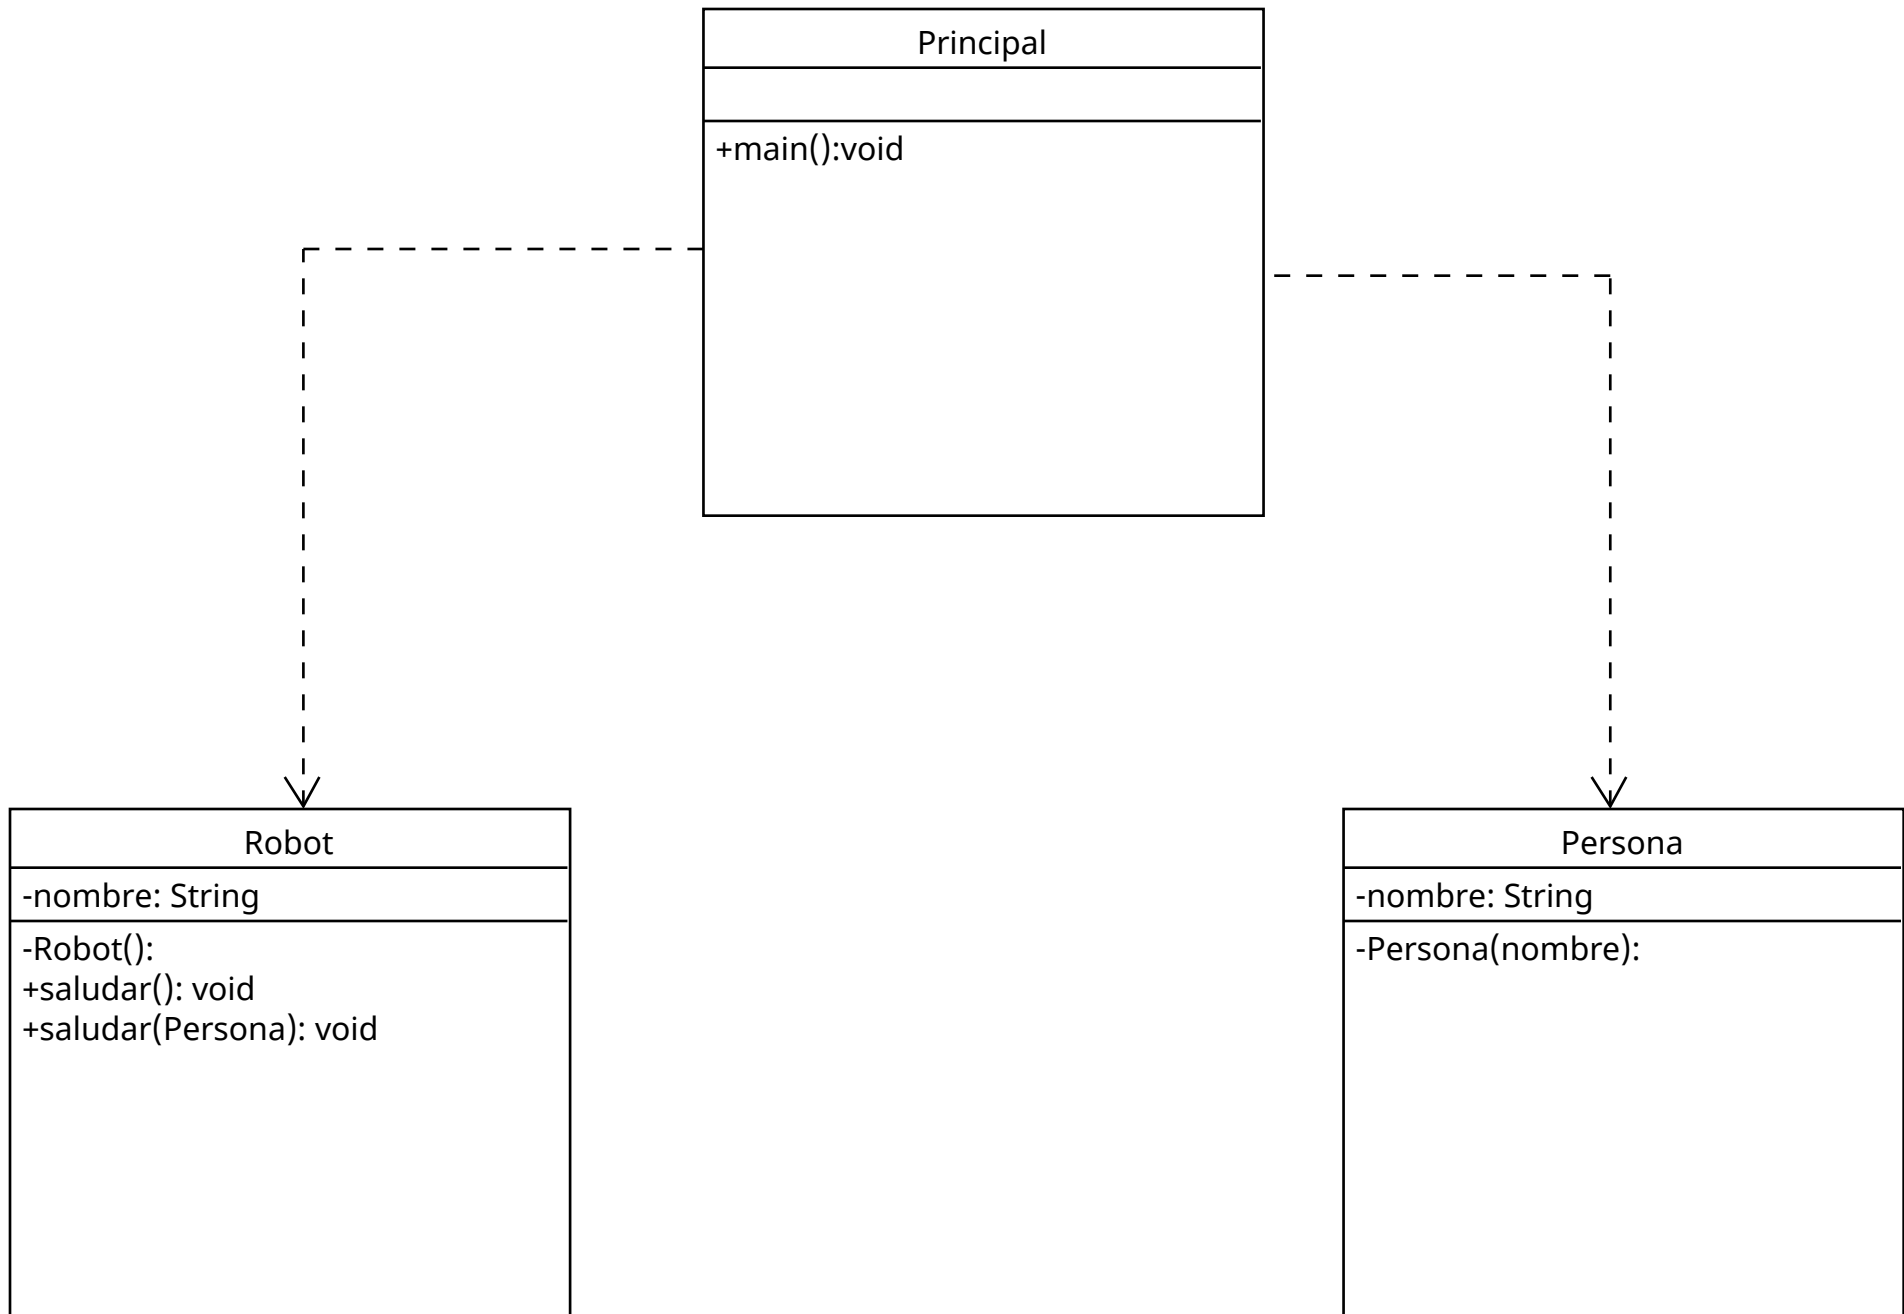 Principal
+main():void
Robot
-nombre: String
-Robot():
+saludar(): void
+saludar(Persona): void
Persona
-nombre: String
-Persona(nombre):